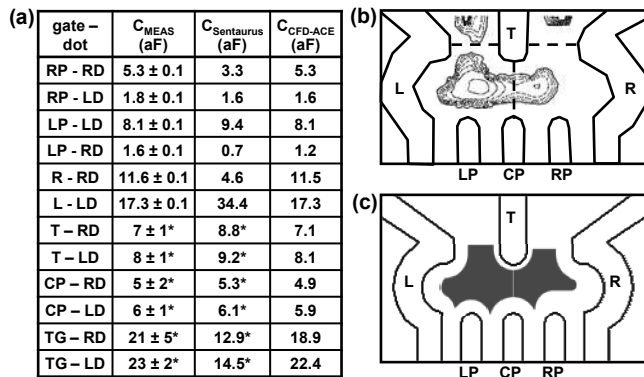 (a)
gate – dot C_MEAS (aF) C_Sentaurus (aF) C_CFD-ACE (aF)
RP - RD 5.3 ± 0.1 3.3 5.3
RP - LD 1.8 ± 0.1 1.6 1.6
LP - LD 8.1 ± 0.1 9.4 8.1
LP - RD 1.6 ± 0.1 0.7 1.2
R - RD 11.6 ± 0.1 4.6 11.5
L - LD 17.3 ± 0.1 34.4 17.3
T – RD 7 ± 1* 8.8* 7.1
T – LD 8 ± 1* 9.2* 8.1
CP – RD 5 ± 2* 5.3* 4.9
CP – LD 6 ± 1* 6.1* 5.9
TG – RD 21 ± 5* 12.9* 18.9
TG – LD 23 ± 2* 14.5* 22.4
(b)
T
L R
LP CP RP
(c)
T
L R
LP CP RP